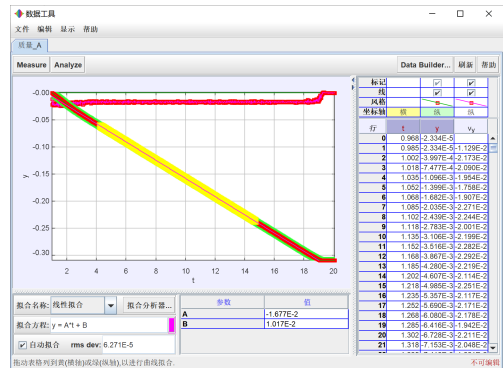 数据工具
文件 编辑 显示 帮助
质量_A
Measure Analyze Data Builder... 刷新 帮助
标记
线
风格
坐标轴 横 纵 纵
行 t y vy
0 0.968 -2.334E-5
1 0.985 -2.334E-5 -1.129E-2
2 1.002 -3.997E-4 -2.173E-2
3 1.018 -7.477E-4 -2.090E-2
4 1.035 -1.096E-3 -1.954E-2
5 1.052 -1.399E-3 -1.758E-2
6 1.068 -1.682E-3 -1.907E-2
7 1.085 -2.035E-3 -2.271E-2
8 1.102 -2.439E-3 -2.244E-2
9 1.118 -2.783E-3 -2.001E-2
10 1.135 -3.106E-3 -2.199E-2
11 1.152 -3.516E-3 -2.282E-2
12 1.168 -3.867E-3 -2.292E-2
13 1.185 -4.280E-3 -2.219E-2
14 1.202 -4.607E-3 -2.114E-2
15 1.218 -4.985E-3 -2.251E-2
16 1.235 -5.357E-3 -2.117E-2
17 1.252 -5.690E-3 -2.171E-2
18 1.268 -6.080E-3 -2.178E-2
19 1.285 -6.416E-3 -1.942E-2
20 1.302 -6.728E-3 -2.211E-2
21 1.318 -7.153E-3 -2.048E-2
-0.00
-0.05
-0.10
-0.15
-0.20
-0.25
-0.30
y
2 4 6 8 10 12 14 16 18 20
t
拟合名称: 线性拟合 拟合分析器...
拟合方程: y = A*t + B
自动拟合 rms dev: 6.271E-5
参数 值
A -1.677E-2
B 1.017E-2
拖动表格列到黄(横轴)或绿(纵轴),以进行曲线拟合. 不可编辑